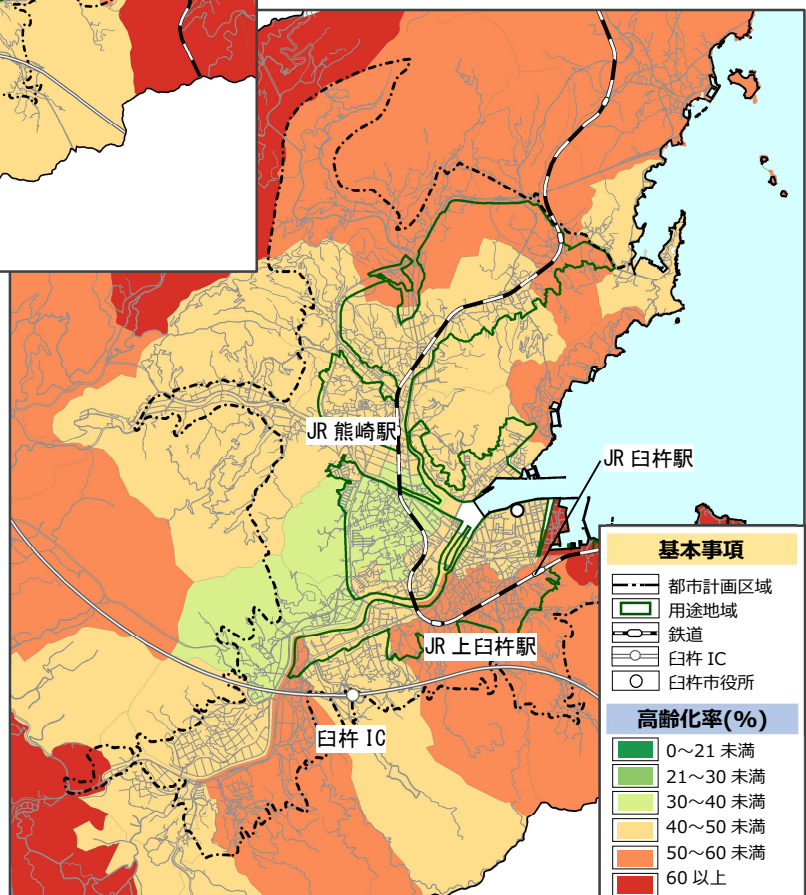 JR 熊崎駅
JR 臼杵駅
JR 上臼杵駅
臼杵 IC
基本事項
都市計画区域
用途地域
鉄道
臼杵 IC
臼杵市役所
高齢化率(%)
0～21 未満
21～30 未満
30～40 未満
40～50 未満
50～60 未満
60 以上